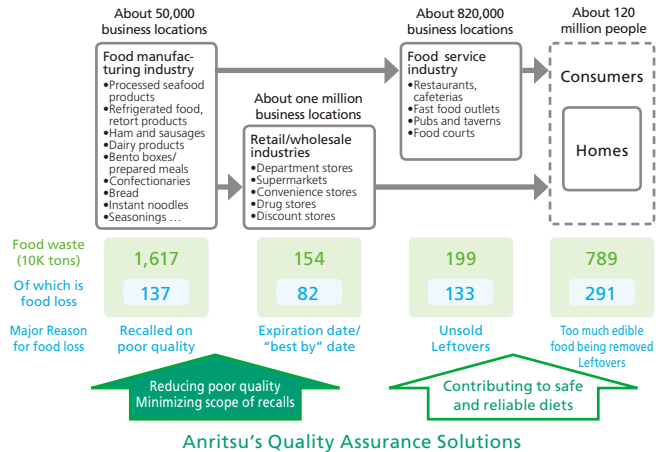 About 50,000
business locations
About 820,000
business locations
About 120
million people
Food manufac-
turing industry
•Processed seafood
products
•Refrigerated food,
retort products
•Ham and sausages
•Dairy products
•Bento boxes/
prepared meals
•Confectionaries
•Bread
•Instant noodles
•Seasonings ...
About one million
business locations
Retail/wholesale
industries
•Department stores
•Supermarkets
•Convenience stores
•Drug stores
•Discount stores
Food service
industry
•Restaurants,
cafeterias
•Fast food outlets
•Pubs and taverns
•Food courts
Consumers
Homes
Food waste
(10K tons)
1,617
154
199
789
Of which is
food loss
137
82
133
291
Major Reason
for food loss
Recalled on
poor quality
Expiration date/
“best by” date
Unsold
Leftovers
Too much edible
food being removed
Leftovers
Reducing poor quality
Minimizing scope of recalls
Contributing to safe
and reliable diets
Anritsu’s Quality Assurance Solutions